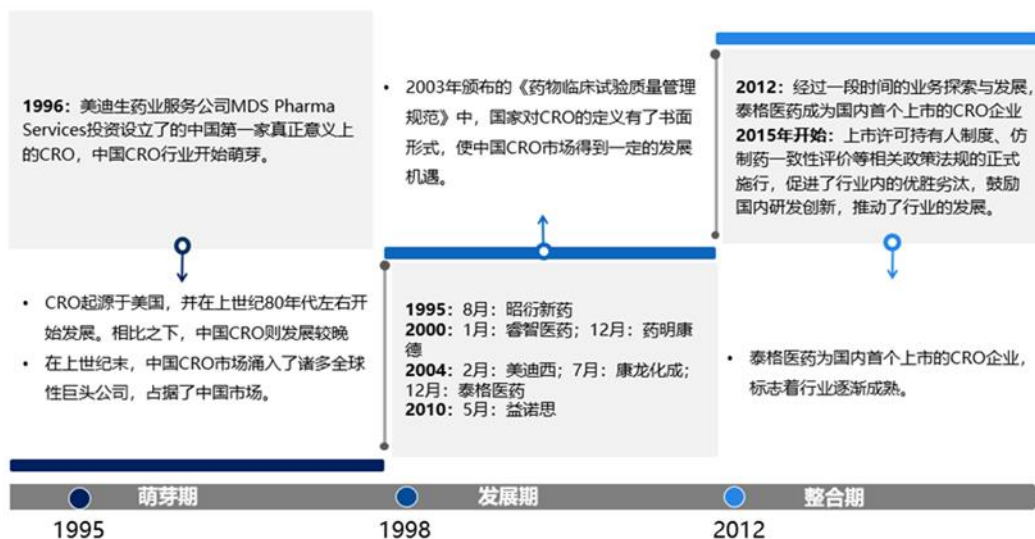 1996：美迪生药业服务公司MDS Pharma
Services投资设立了的中国第一家真正意义上
的CRO，中国CRO行业开始萌芽。
• CRO起源于美国，并在上世纪80年代左右开
始发展。相比之下，中国CRO则发展较晚
• 在上世纪末，中国CRO市场涌入了诸多全球
性巨头公司，占据了中国市场。
• 2003年颁布的《药物临床试验质量管理
规范》中，国家对CRO的定义有了书面
形式，使中国CRO市场得到一定的发展
机遇。
1995：8月：昭衍新药
2000：1月：睿智医药；12月：药明康
德
2004：2月：美迪西；7月：康龙化成；
12月：泰格医药
2010：5月：益诺思
2012：经过一段时间的业务探索与发展，
泰格医药成为国内首个上市的CRO企业
2015年开始：上市许可持有人制度、仿
制药一致性评价等相关政策法规的正式
施行，促进了行业内的优胜劣汰，鼓励
国内研发创新，推动了行业的发展。
• 泰格医药为国内首个上市的CRO企业，
标志着行业逐渐成熟。
萌芽期
发展期
整合期
1995
1998
2012